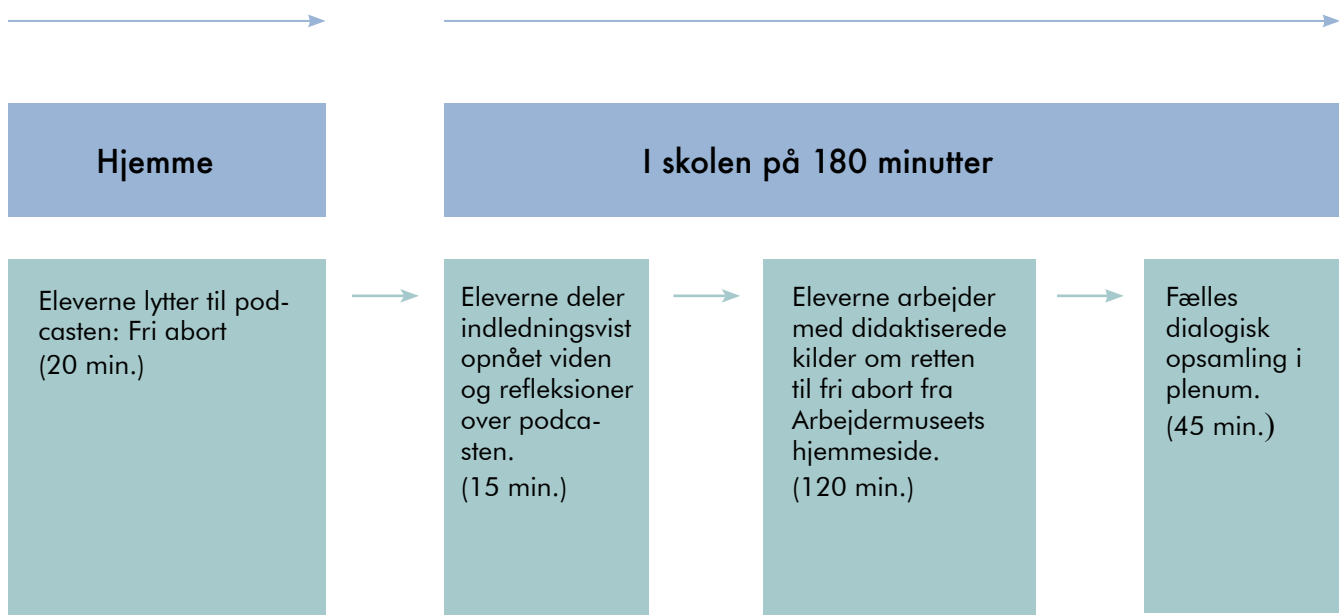 Hjemme
I skolen på 180 minutter
Eleverne lytter til pod-
casten: Fri abort
(20 min.)
Eleverne deler
indledningsvist
opnået viden
og refleksioner
over podca-
sten.
(15 min.)
Eleverne arbejder
med didaktiserede
kilder om retten
til fri abort fra
Arbejdermuseets
hjemmeside.
(120 min.)
Fælles
dialogisk
opsamling i
plenum.
(45 min.)